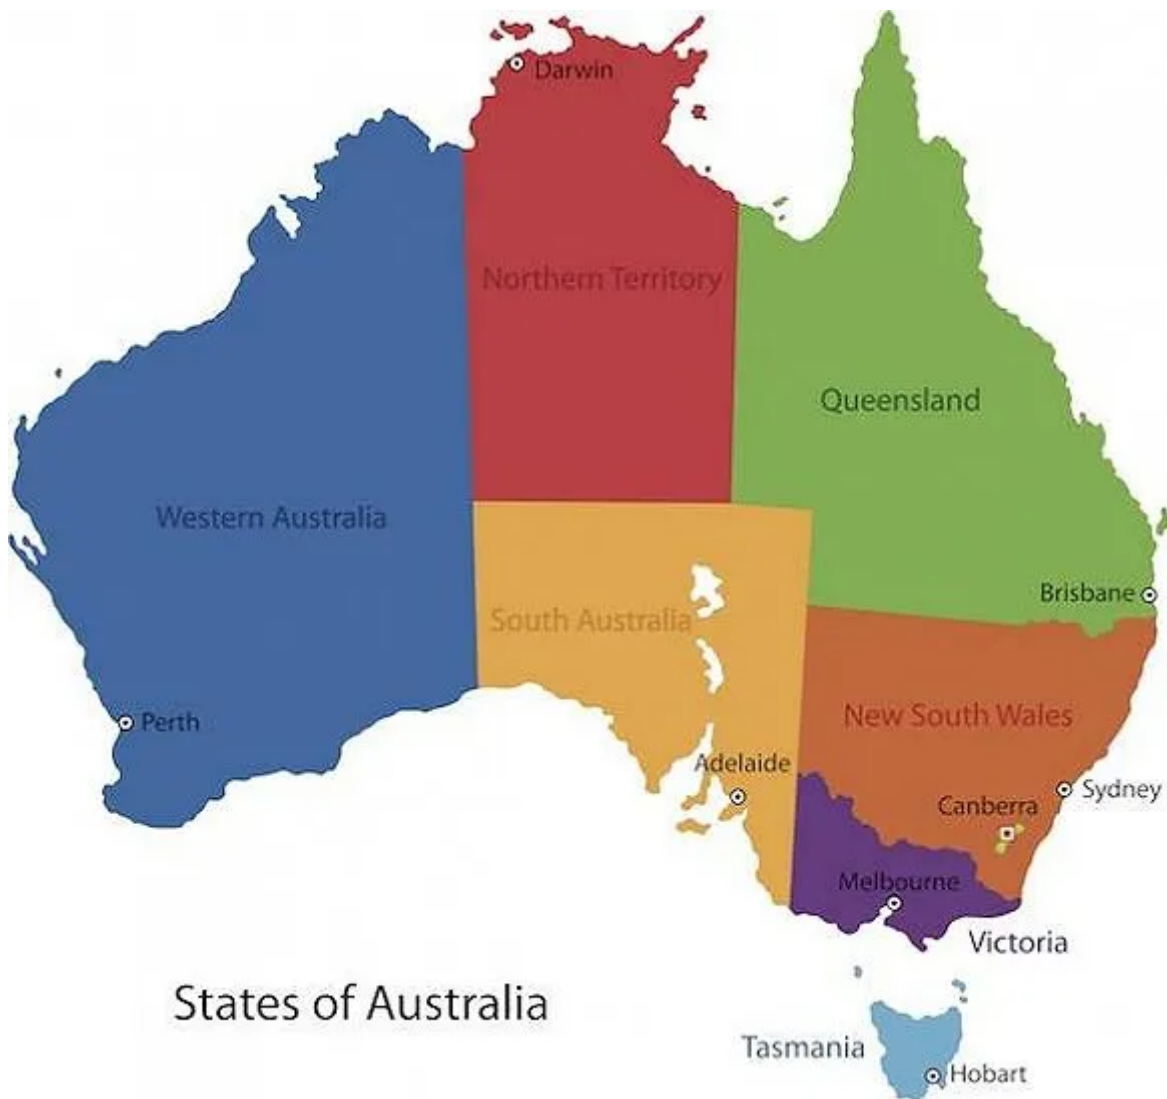 Darwin
Northern Territory
Queensland
Western Australia
Brisbane
South Australia
New South Wales
Perth
Adelaide
Sydney
Canberra
Melbourne
Victoria
States of Australia
Tasmania
Hobart